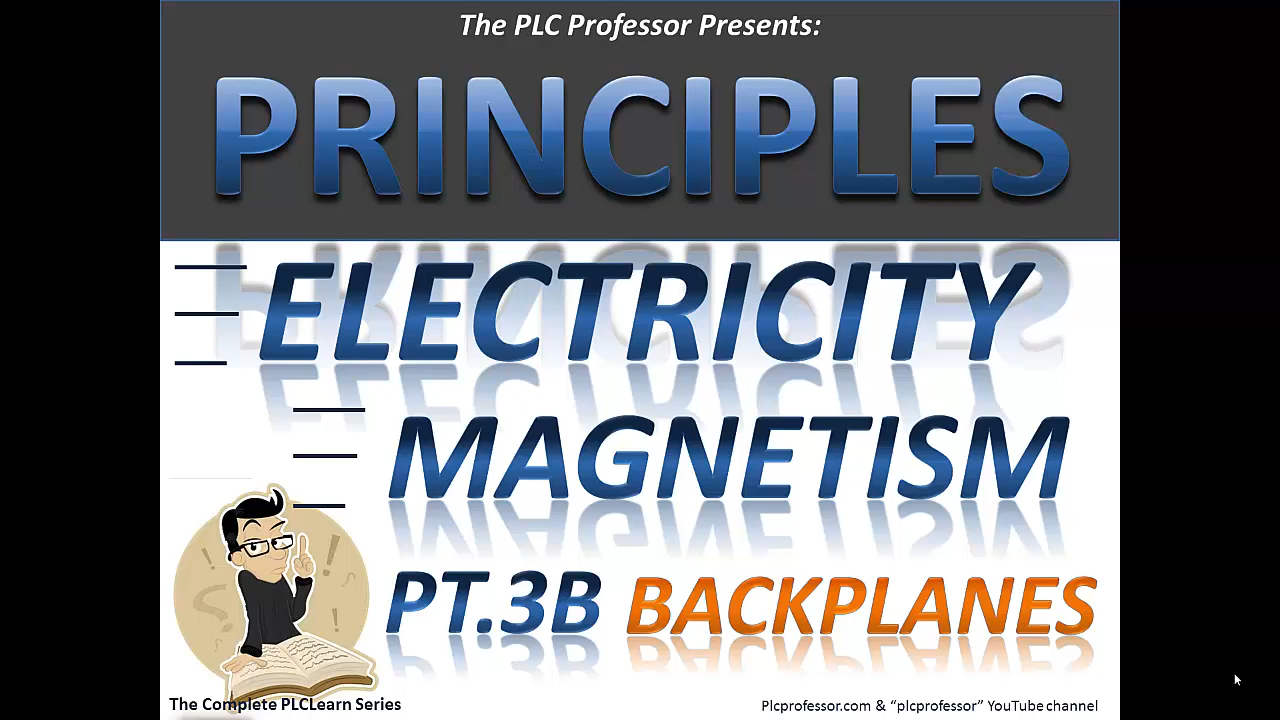 The PLC Professor Presents:
PRINCIPLES
ELECTRICITY
MAGNETISM
PT.3B BACKPLANES
The Complete PLCLearn Series
Plcprofessor.com & “plcprofessor” YouTube channel